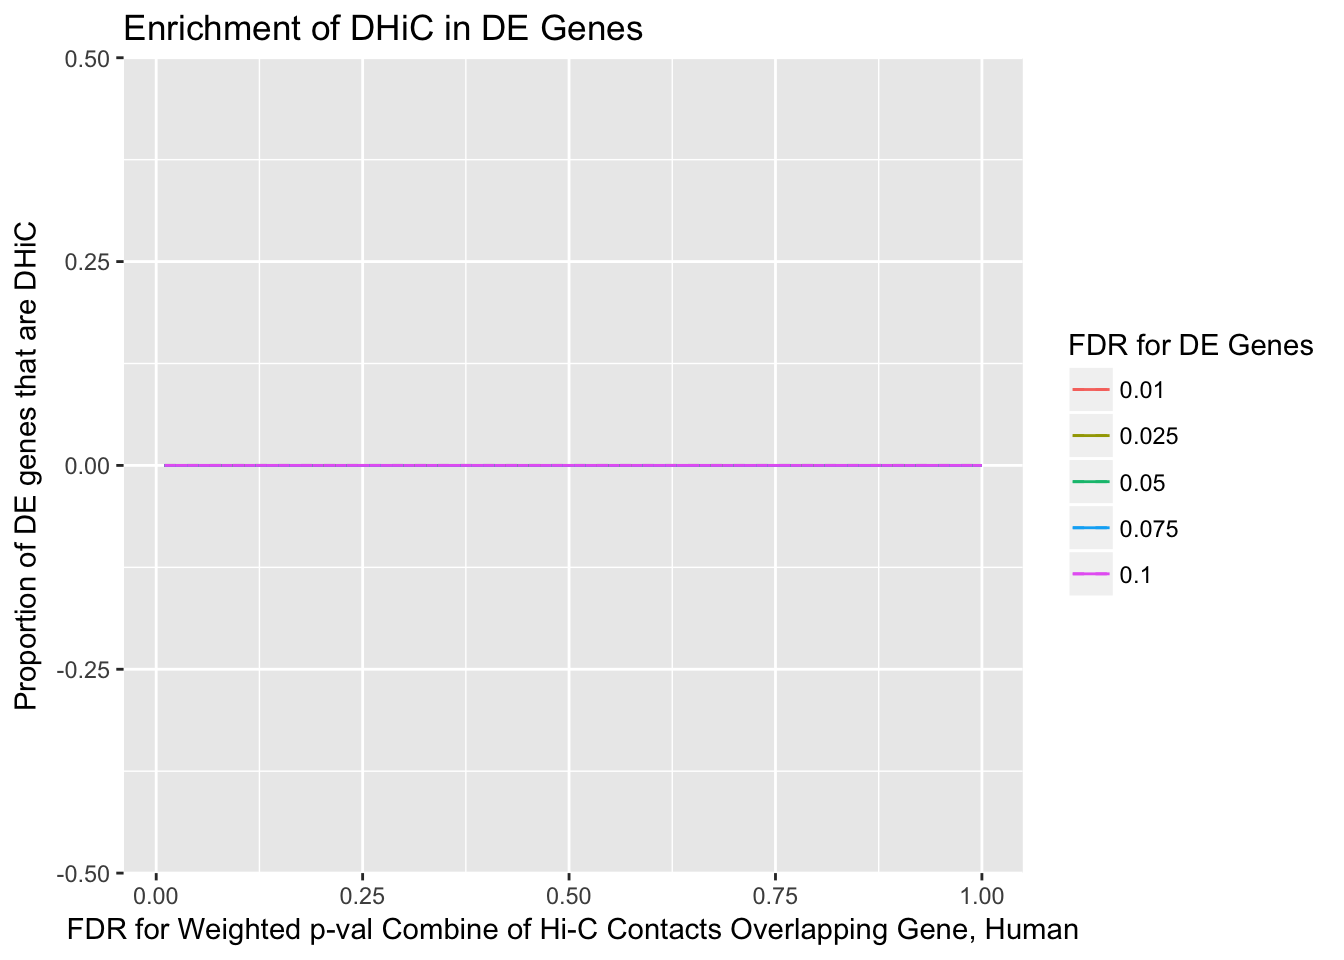 Enrichment of DHiC in DE Genes
Proportion of DE genes that are DHiC
0.50
0.25
0.00
-0.25
-0.50
0.00 0.25 0.50 0.75 1.00
FDR for Weighted p-val Combine of Hi-C Contacts Overlapping Gene, Human
FDR for DE Genes
0.01
0.025
0.05
0.075
0.1